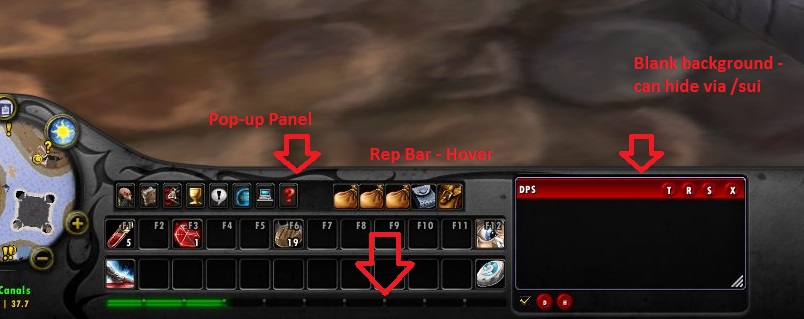 Blank background -
can hide via /sui
Pop-up Panel
Rep Bar - Hover
DPS T R S X
F1 F2 F3 F4 F5 F6 F7 F8 F9 F10 F11 F12
5 1 19
Canals
| 37.7
D H